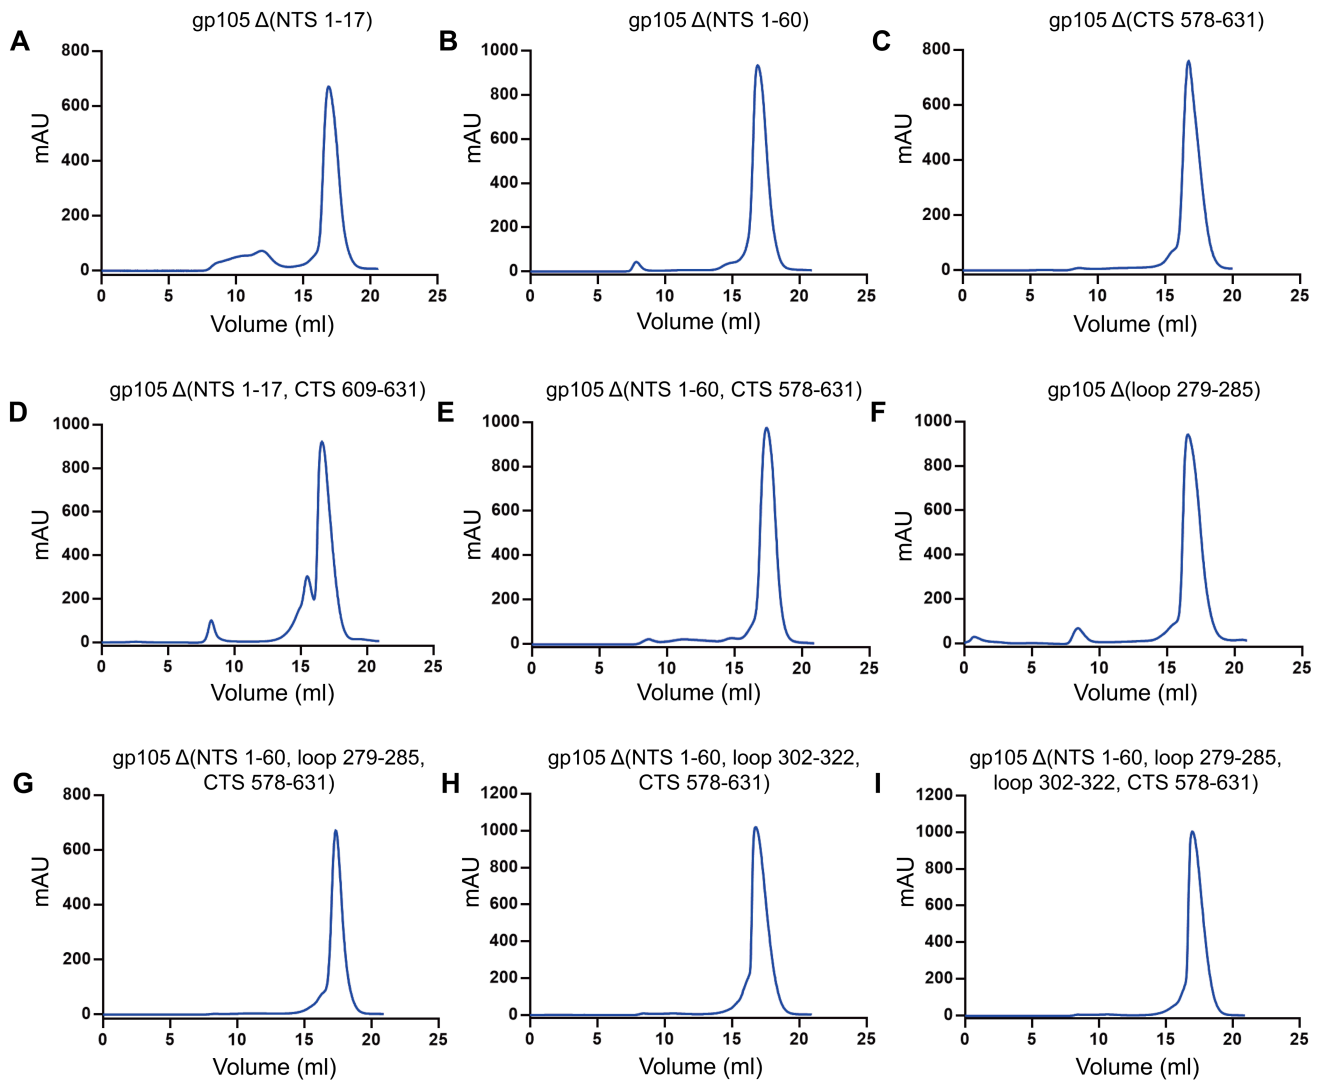 A
gp105 Δ(NTS 1-17)
800
600
400
200
0
mAU
0 5 10 15 20 25
Volume (ml)
B
gp105 Δ(NTS 1-60)
1000
800
600
400
200
0
mAU
0 5 10 15 20 25
Volume (ml)
C
gp105 Δ(CTS 578-631)
800
600
400
200
0
mAU
0 5 10 15 20 25
Volume (ml)
D
gp105 Δ(NTS 1-17, CTS 609-631)
1000
800
600
400
200
0
mAU
0 5 10 15 20 25
Volume (ml)
E
gp105 Δ(NTS 1-60, CTS 578-631)
1000
800
600
400
200
0
mAU
0 5 10 15 20 25
Volume (ml)
F
gp105 Δ(loop 279-285)
1000
800
600
400
200
0
mAU
0 5 10 15 20 25
Volume (ml)
G
gp105 Δ(NTS 1-60, loop 279-285,
CTS 578-631)
800
600
400
200
0
mAU
0 5 10 15 20 25
Volume (ml)
H
gp105 Δ(NTS 1-60, loop 302-322,
CTS 578-631)
1200
1000
800
600
400
200
0
mAU
0 5 10 15 20 25
Volume (ml)
I
gp105 Δ(NTS 1-60, loop 279-285,
loop 302-322, CTS 578-631)
1200
1000
800
600
400
200
0
mAU
0 5 10 15 20 25
Volume (ml)